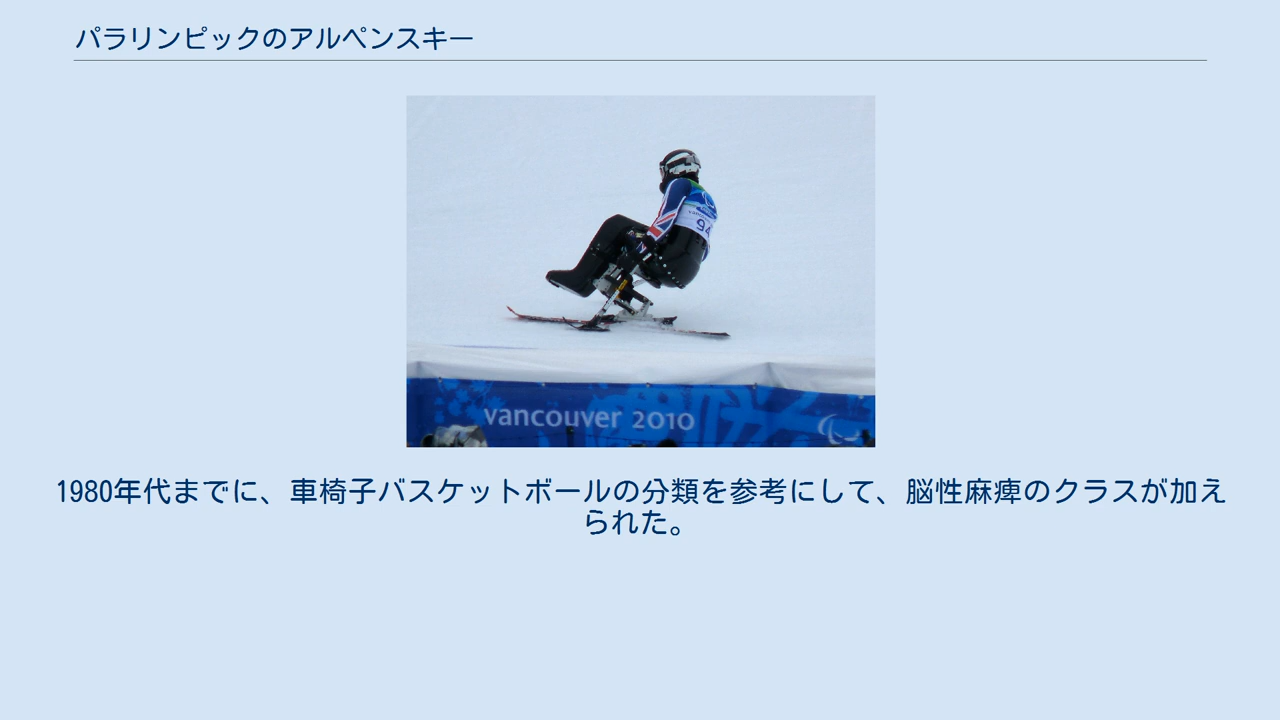 パラリンピックのアルペンスキー
94
vancouver 2010
1980年代までに、車椅子バスケットボールの分類を参考にして、脳性麻痺のクラスが加え
られた。